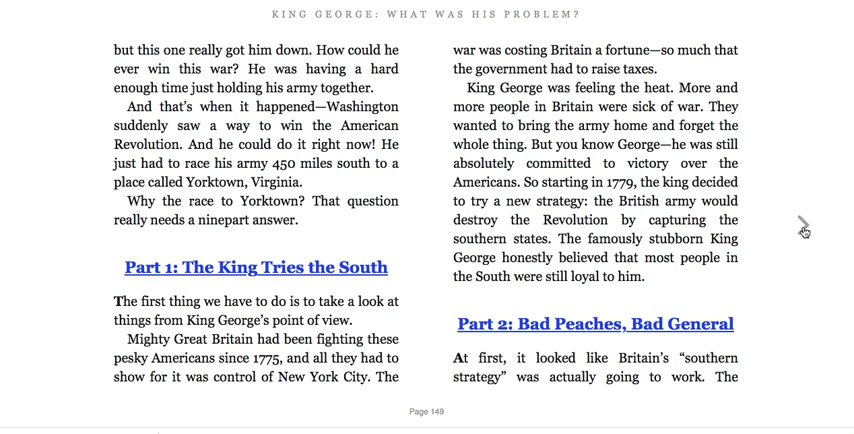 KING GEORGE: WHAT WAS HIS PROBLEM?
but this one really got him down. How could he
ever win this war? He was having a hard
enough time just holding his army together.
And that’s when it happened—Washington
suddenly saw a way to win the American
Revolution. And he could do it right now! He
just had to race his army 450 miles south to a
place called Yorktown, Virginia.
Why the race to Yorktown? That question
really needs a ninepart answer.
Part 1: The King Tries the South
The first thing we have to do is to take a look at
things from King George’s point of view.
Mighty Great Britain had been fighting these
pesky Americans since 1775, and all they had to
show for it was control of New York City. The
war was costing Britain a fortune—so much that
the government had to raise taxes.
King George was feeling the heat. More and
more people in Britain were sick of war. They
wanted to bring the army home and forget the
whole thing. But you know George—he was still
absolutely committed to victory over the
Americans. So starting in 1779, the king decided
to try a new strategy: the British army would
destroy the Revolution by capturing the
southern states. The famously stubborn King
George honestly believed that most people in
the South were still loyal to him.
Part 2: Bad Peaches, Bad General
At first, it looked like Britain’s “southern
strategy” was actually going to work. The
Page 149